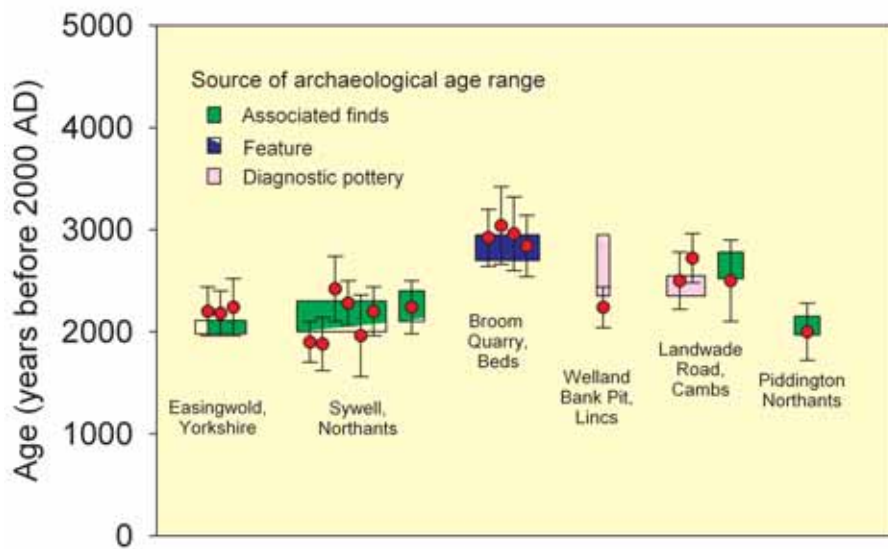 5000
4000
3000
2000
1000
0
Age (years before 2000 AD)
Source of archaeological age range
Associated finds
Feature
Diagnostic pottery
Easingwold,
Yorkshire
Sywell,
Northants
Broom
Quarry,
Beds
Welland
Bank Pit,
Lincs
Landwade
Road,
Cambs
Piddington
Northants